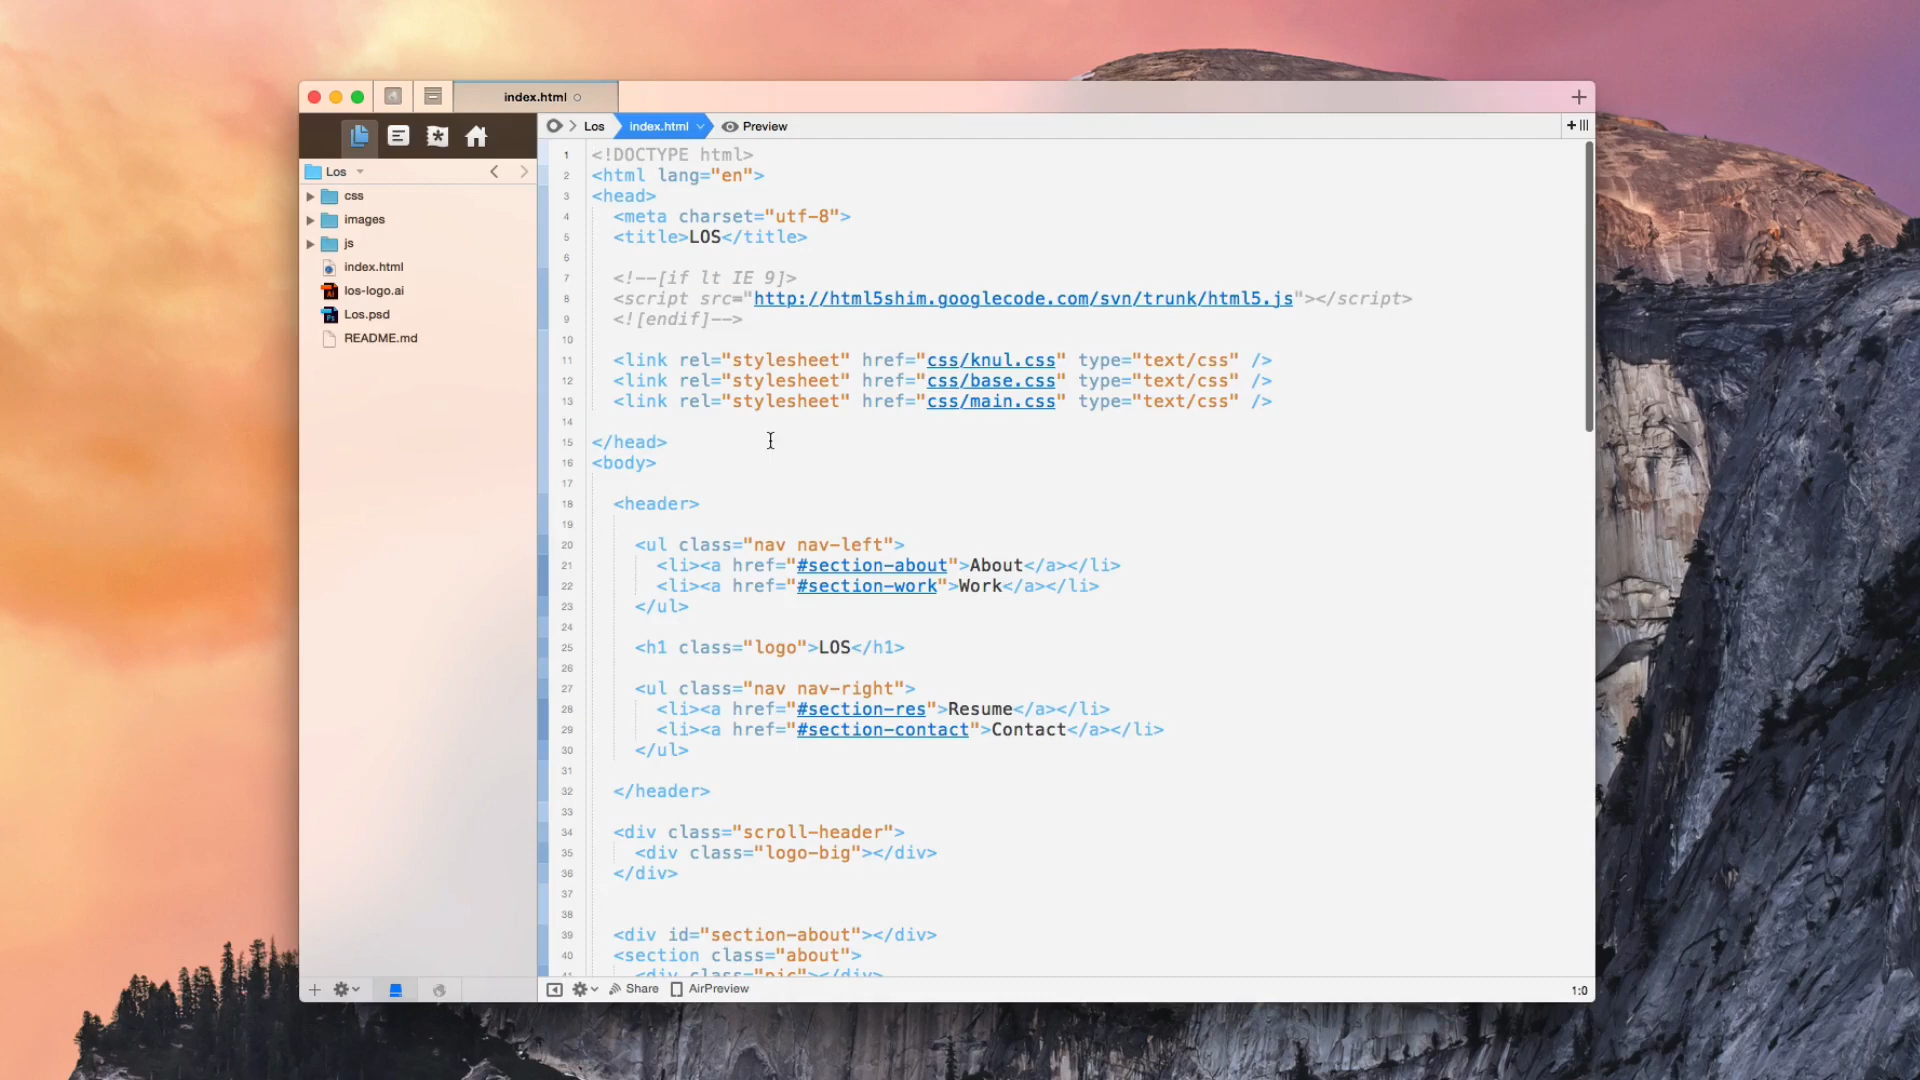 index.html
Los
index.html
Preview
Los
css
images
js
index.html
los-logo.ai
Los.psd
README.md
1 <!DOCTYPE html>
2 <html lang="en">
3 <head>
4 <meta charset="utf-8">
5 <title>LOS</title>
6
7 <!--[if lt IE 9]>
8 <script src="http://html5shim.googlecode.com/svn/trunk/html5.js"></script>
9 <![endif]-->
10
11 <link rel="stylesheet" href="css/knul.css" type="text/css" />
12 <link rel="stylesheet" href="css/base.css" type="text/css" />
13 <link rel="stylesheet" href="css/main.css" type="text/css" />
14
15 </head>
16 <body>
17
18 <header>
19
20 <ul class="nav nav-left">
21 <li><a href="#section-about">About</a></li>
22 <li><a href="#section-work">Work</a></li>
23 </ul>
24
25 <h1 class="logo">LOS</h1>
26
27 <ul class="nav nav-right">
28 <li><a href="#section-res">Resume</a></li>
29 <li><a href="#section-contact">Contact</a></li>
30 </ul>
31
32 </header>
33
34 <div class="scroll-header">
35 <div class="logo-big"></div>
36 </div>
37
38
39 <div id="section-about"></div>
40 <section class="about">
41 <div class="pic"></div>
Share
AirPreview
1:0